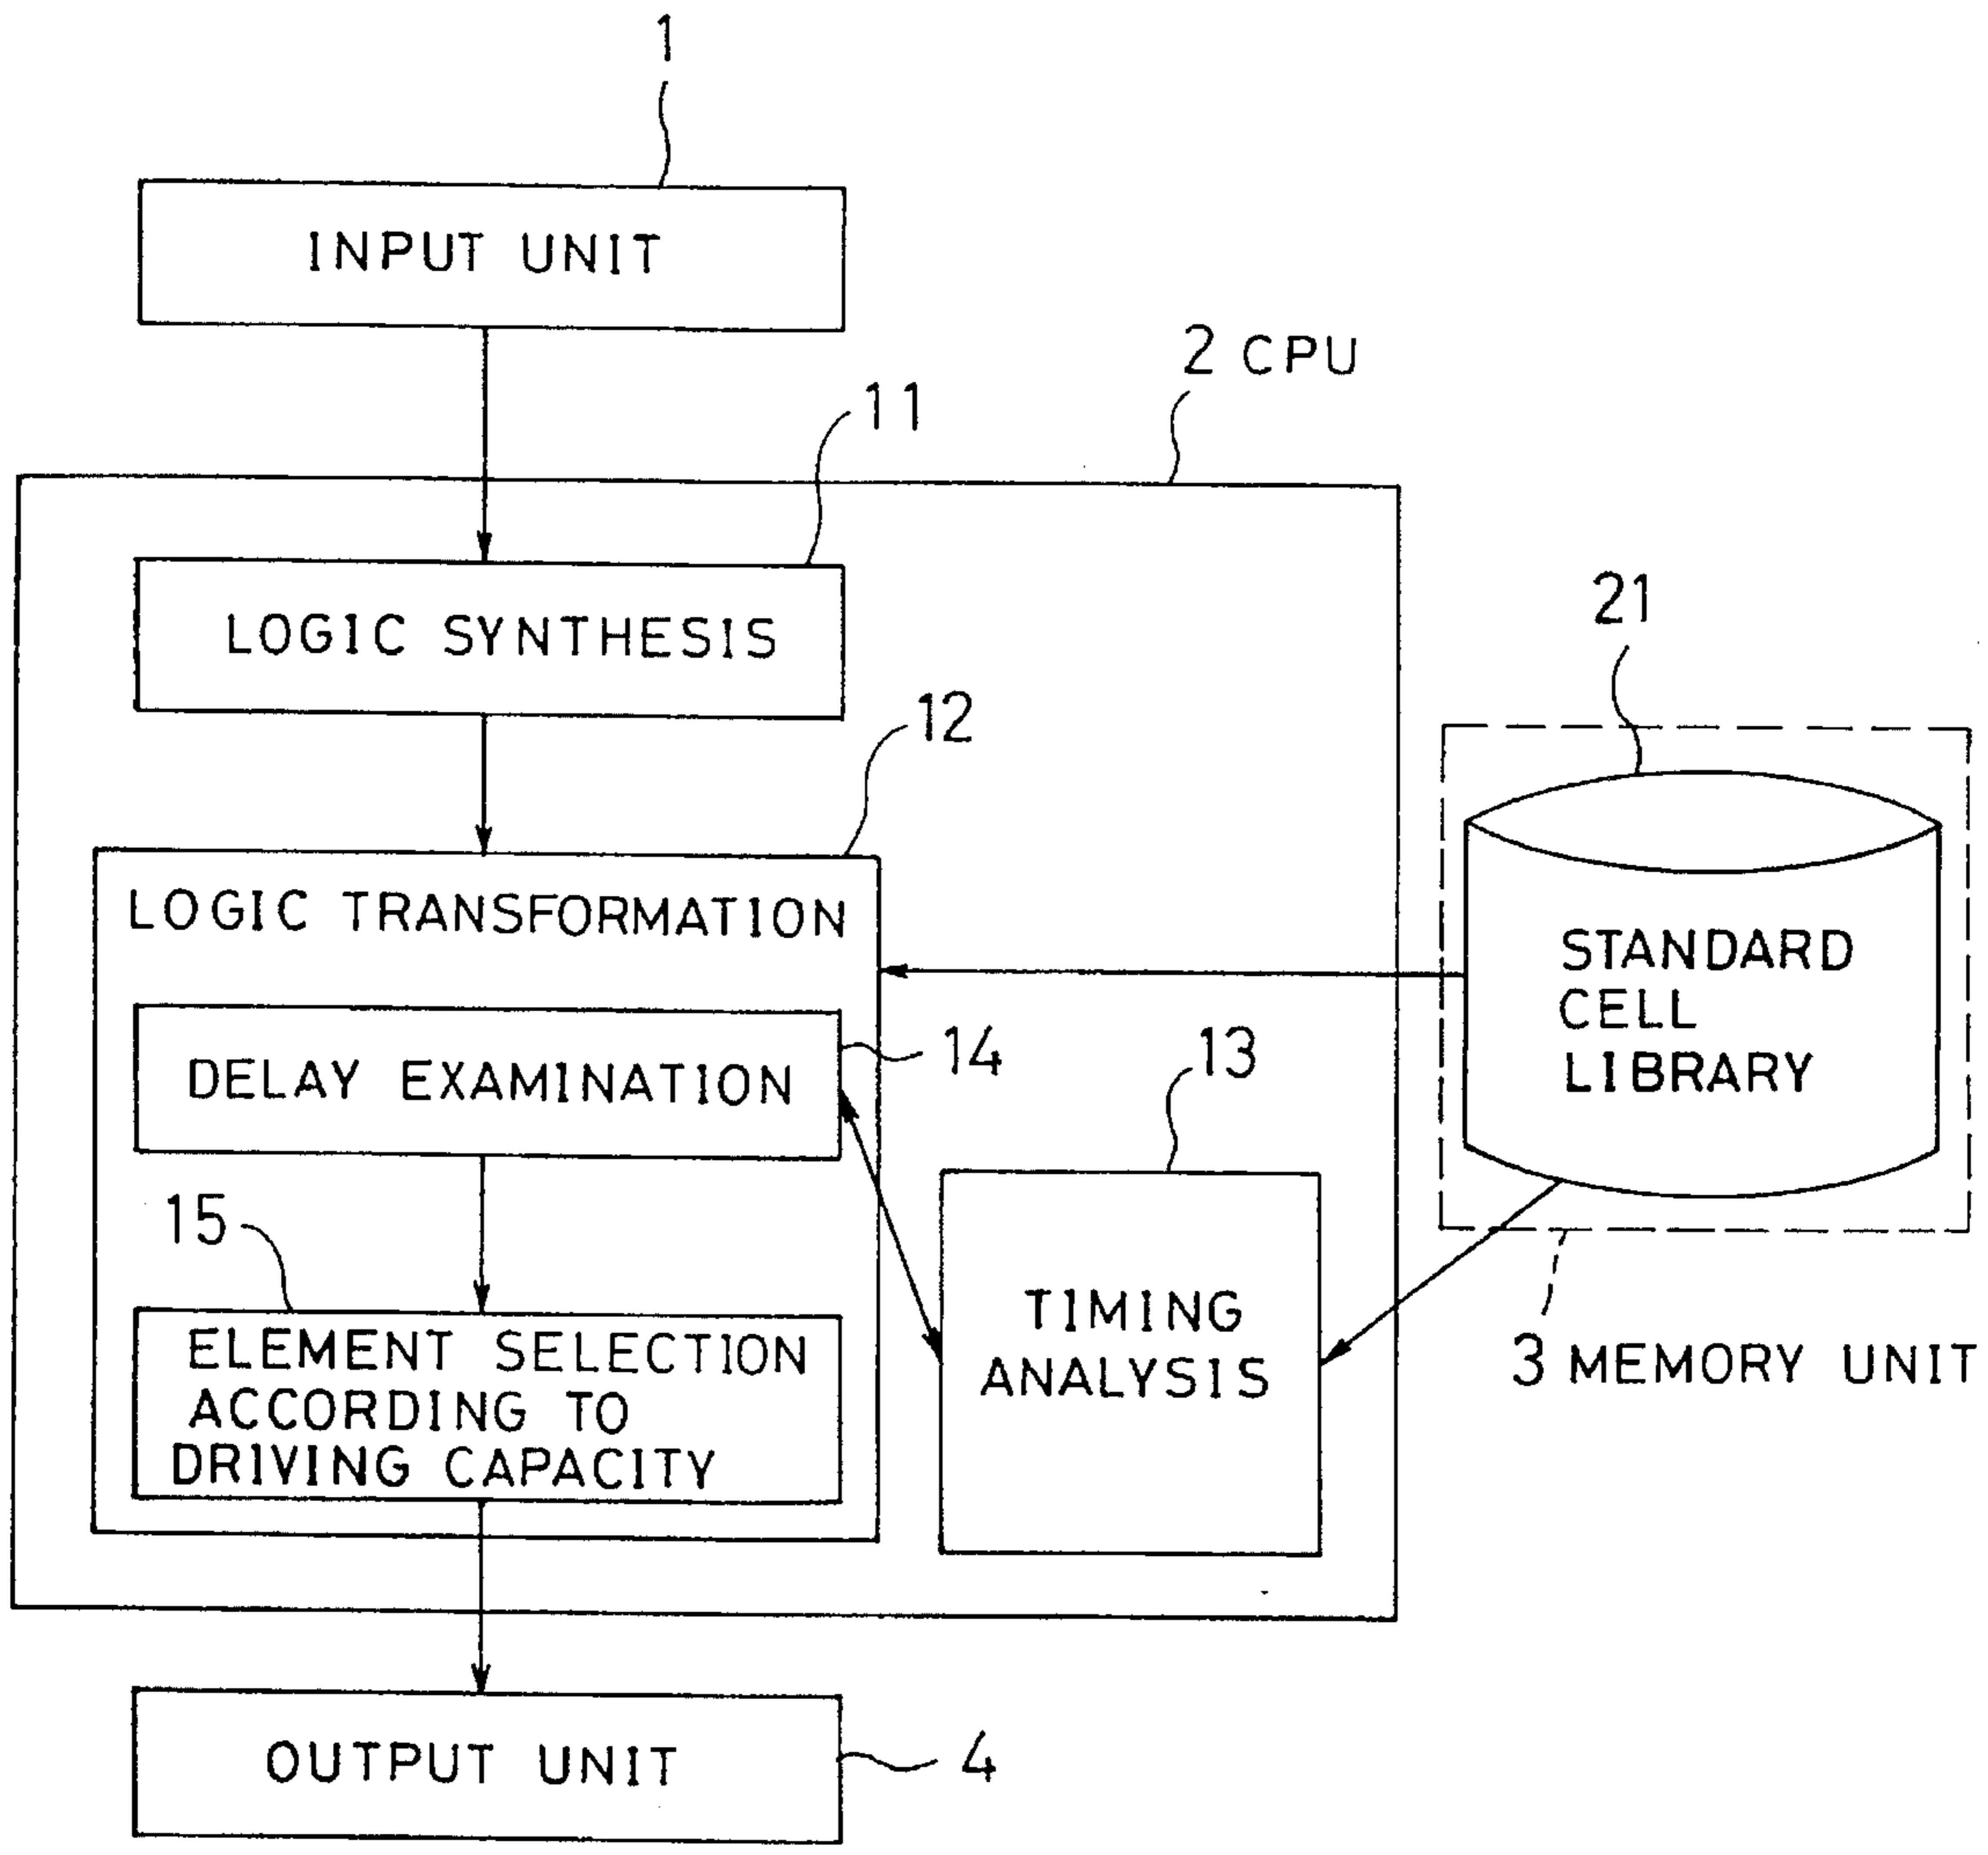 1
INPUT UNIT
2 CPU
11
LOGIC SYNTHESIS
21
12
LOGIC TRANSFORMATION
STANDARD
CELL
LIBRARY
14
13
DELAY EXAMINATION
15
TIMING
ANALYSIS
3 MEMORY UNIT
ELEMENT SELECTION
ACCORDING TO
DRIVING CAPACITY
OUTPUT UNIT
4